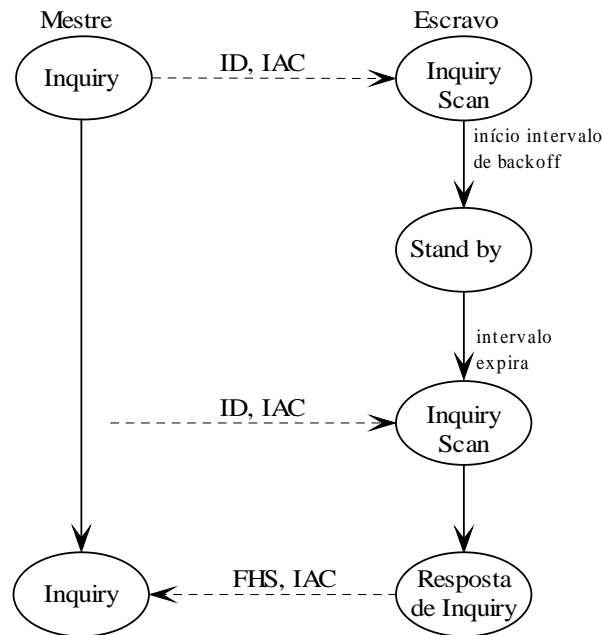 Mestre
Escravo
Inquiry
ID, IAC
Inquiry
Scan
início intervalo
de backoff
Stand by
intervalo
expira
ID, IAC
Inquiry
Scan
Inquiry
FHS, IAC
Resposta
de Inquiry